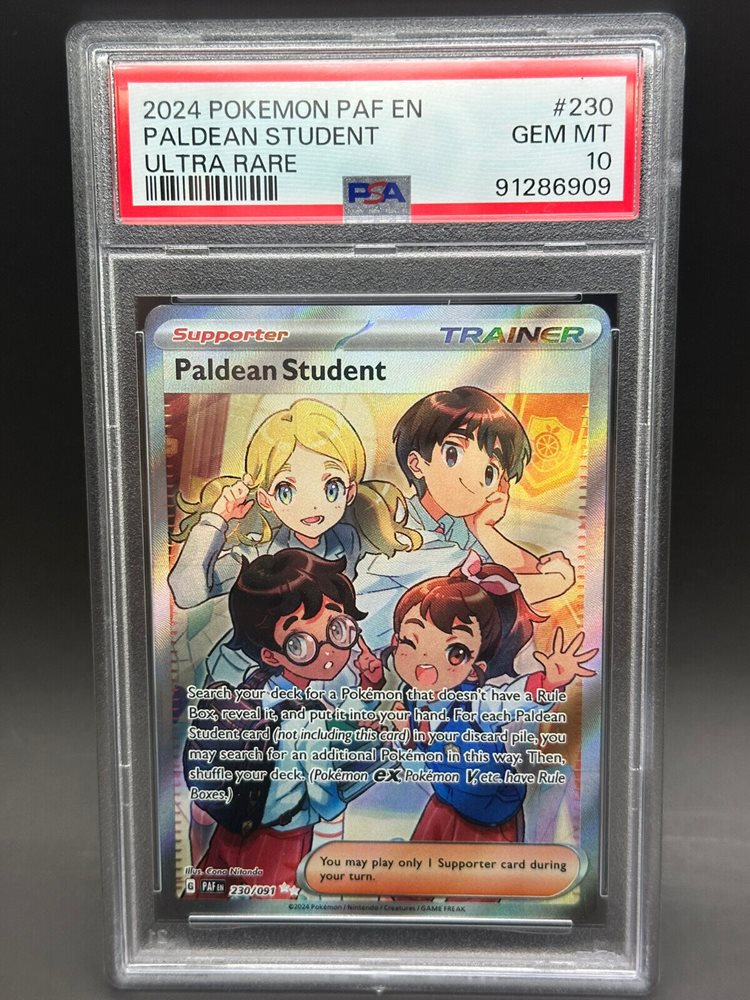 2024 POKEMON PAF EN #230
PALDEAN STUDENT GEM MT
ULTRA RARE 10
PSA 91286909
Supporter TRAINER
Paldean Student
Search your deck for a Pokémon that doesn't have a Rule
Box, reveal it, and put it into your hand. For each Paldean
Student card (not including this card) in your discard pile, you
may search for an additional Pokémon in this way. Then,
shuffle your deck. (Pokémon ex, Pokémon V, etc. have Rule
Boxes.)
You may play only 1 Supporter card during
your turn.
Illus. Cona Nitanda
G PAF EN 230/091
©2024 Pokémon / Nintendo / Creatures / GAME FREAK